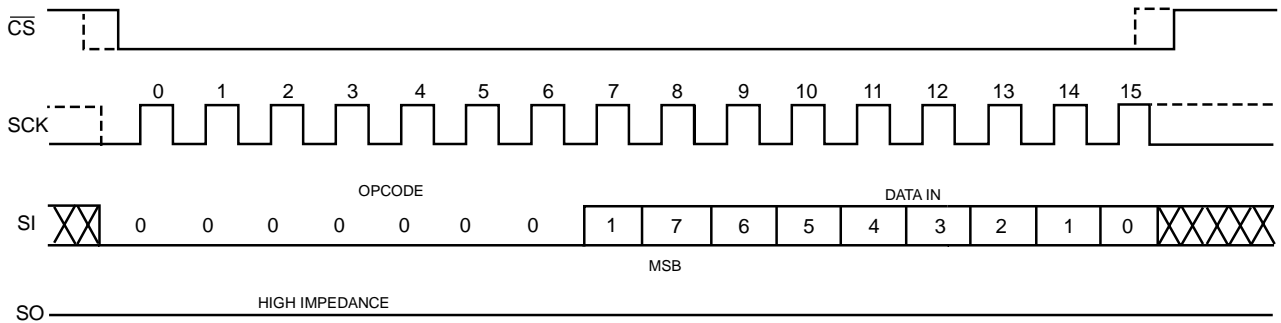 CS
0 1 2 3 4 5 6 7 8 9 10 11 12 13 14 15
SCK
OPCODE DATA IN
SI 0 0 0 0 0 0 0 1 7 6 5 4 3 2 1 0
MSB
HIGH IMPEDANCE
SO